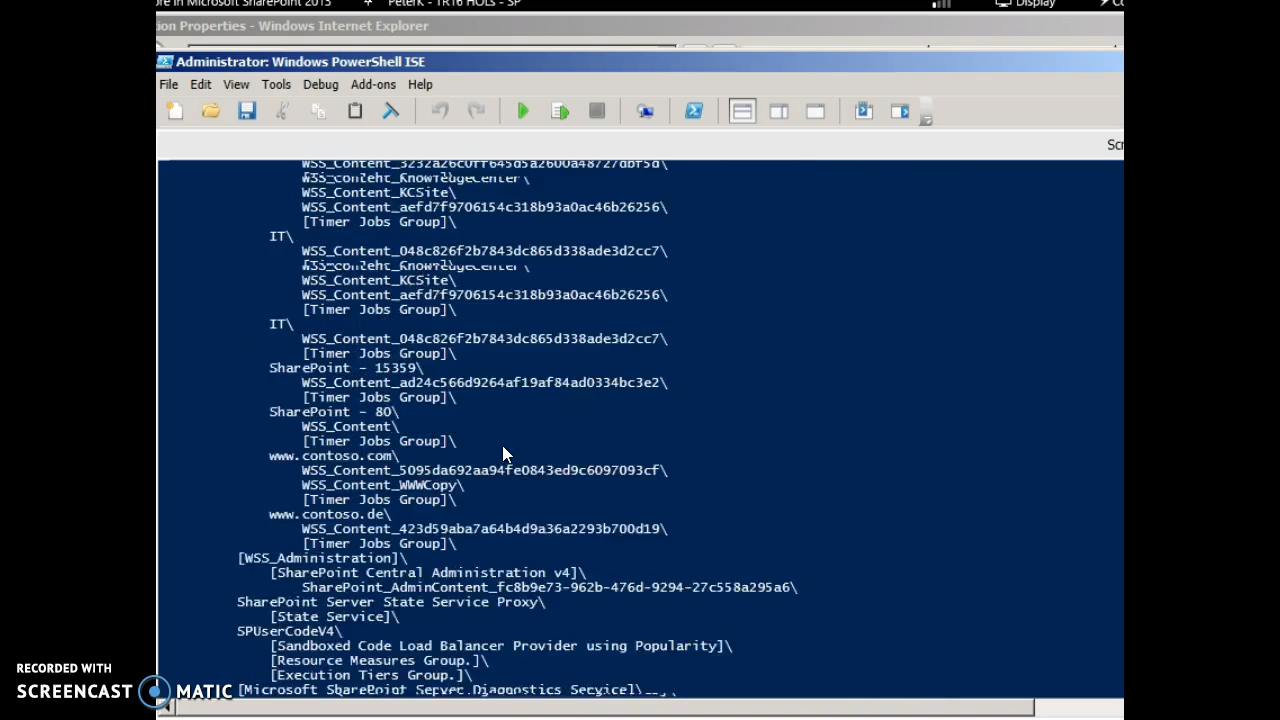 ore in Microsoft SharePoint 2013
PeterK - TR16 HOLs - SP
Display
ion Properties - Windows Internet Explorer
Administrator: Windows PowerShell ISE
File Edit View Tools Debug Add-ons Help
Scr
WSS_Content_3232a26c0ff645d5a2600a48727dbf5d\
WSS_Content_KnowledgeCenter\
WSS_Content_KCSite\
WSS_Content_aefd7f9706154c318b93a0ac46b26256\
[Timer Jobs Group]\
IT\
WSS_Content_048c826f2b7843dc865d338ade3d2cc7\
WSS_Content_KnowledgeCenter\
WSS_Content_KCSite\
WSS_Content_aefd7f9706154c318b93a0ac46b26256\
[Timer Jobs Group]\
IT\
WSS_Content_048c826f2b7843dc865d338ade3d2cc7\
[Timer Jobs Group]\
SharePoint - 15359\
WSS_Content_ad24c566d9264af19af84ad0334bc3e2\
[Timer Jobs Group]\
SharePoint - 80\
WSS_Content\
[Timer Jobs Group]\
www.contoso.com\
WSS_Content_5095da692aa94fe0843ed9c6097093cf\
WSS_Content_WWWCopy\
[Timer Jobs Group]\
www.contoso.de\
WSS_Content_423d59aba7a64b4d9a36a2293b700d19\
[Timer Jobs Group]\
[WSS_Administration]\
[SharePoint Central Administration v4]\
SharePoint_AdminContent_fc8b9e73-962b-476d-9294-27c558a295a6\
SharePoint Server State Service Proxy\
[State Service]\
SPUserCodeV4\
[Sandboxed Code Load Balancer Provider using Popularity]\
[Resource Measures Group.]\
[Execution Tiers Group.]\
[Microsoft SharePoint Server Diagnostics Service]\
RECORDED WITH
SCREENCAST MATIC